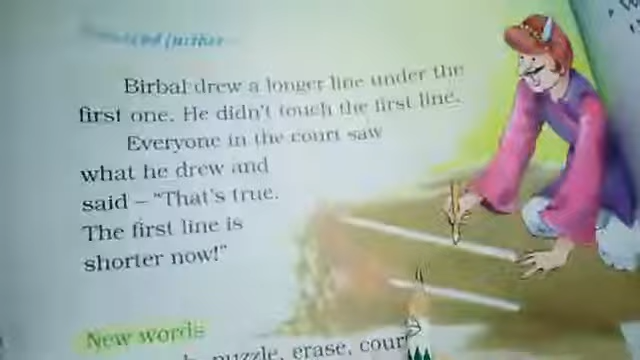 Birbal drew a longer line under the
first one. He didn't touch the first line.
Everyone in the court saw
what he drew and
said – "That's true.
The first line is
shorter now!"
New words
puzzle, erase, cour